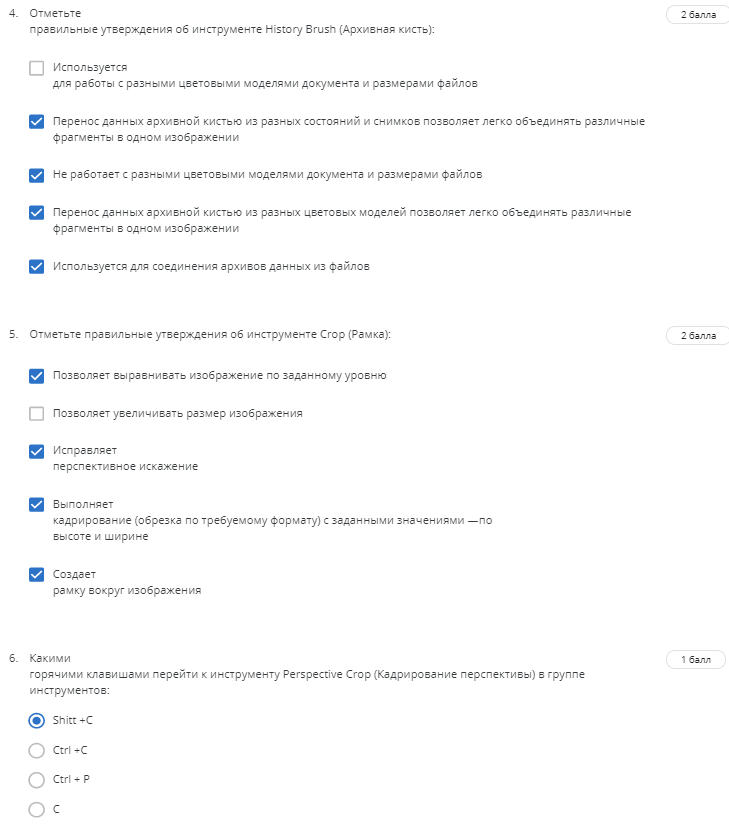 4. Отметьте 2 балла
правильные утверждения об инструменте History Brush (Архивная кисть):
Используется
для работы с разными цветовыми моделями документа и размерами файлов
Перенос данных архивной кистью из разных состояний и снимков позволяет легко объединять различные
фрагменты в одном изображении
Не работает с разными цветовыми моделями документа и размерами файлов
Перенос данных архивной кистью из разных цветовых моделей позволяет легко объединять различные
фрагменты в одном изображении
Используется для соединения архивов данных из файлов
5. Отметьте правильные утверждения об инструменте Crop (Рамка): 2 балла
Позволяет выравнивать изображение по заданному уровню
Позволяет увеличивать размер изображения
Исправляет
перспективное искажение
Выполняет
кадрирование (обрезка по требуемому формату) с заданными значениями —по
высоте и ширине
Создает
рамку вокруг изображения
6. Какими 1 балл
горячими клавишами перейти к инструменту Perspective Crop (Кадрирование перспективы) в группе
инструментов:
Shitt +C
Ctrl +C
Ctrl + P
C